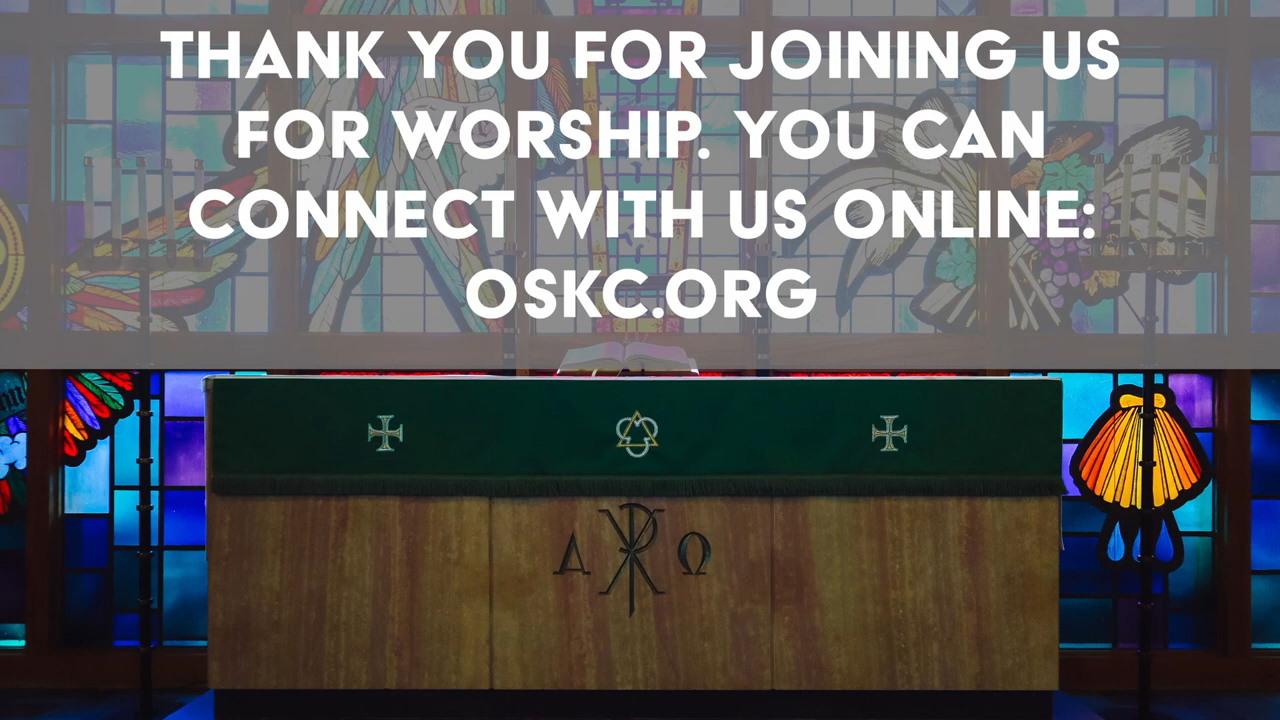 THANK YOU FOR JOINING US
FOR WORSHIP. YOU CAN
CONNECT WITH US ONLINE:
OSKC.ORG
Α ☧ Ω